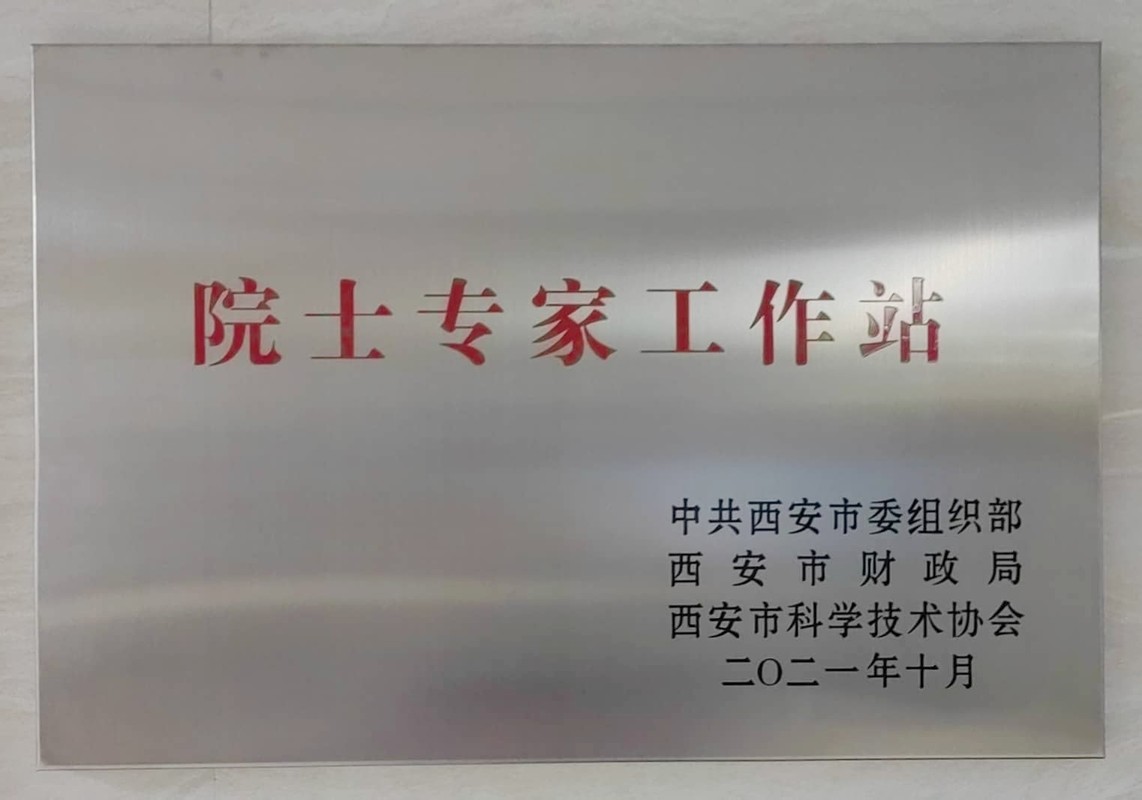 院士专家工作站
中共西安市委组织部
西安市财政局
西安市科学技术协会
二〇二一年十月